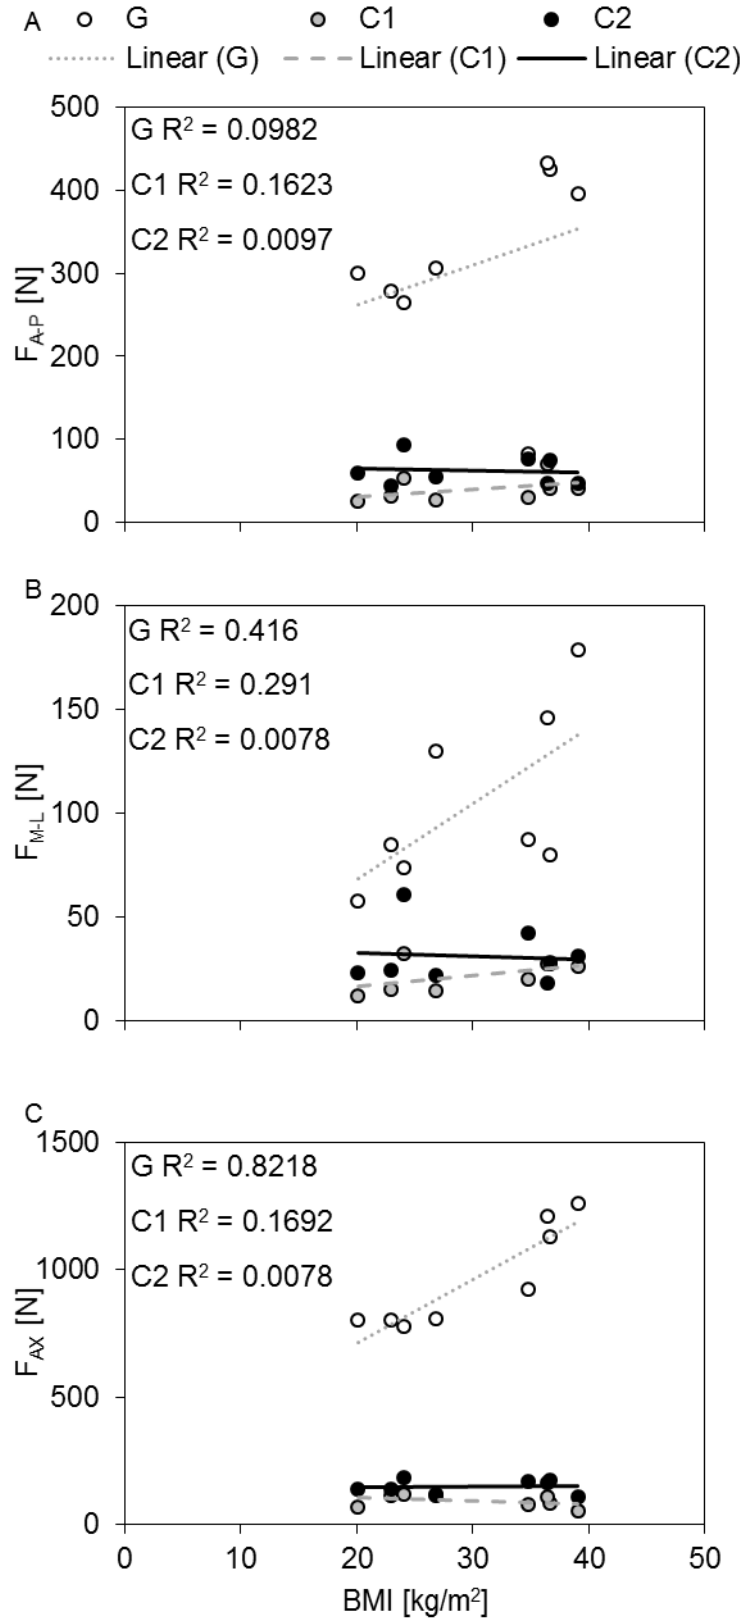 A G C1 C2
Linear (G) Linear (C1) Linear (C2)
500
G R² = 0.0982
400
C1 R² = 0.1623
C2 R² = 0.0097
300
F_A-P [N]
200
100
0
B
200
G R² = 0.416
C1 R² = 0.291
150
C2 R² = 0.0078
100
F_M-L [N]
50
0
C
1500
G R² = 0.8218
C1 R² = 0.1692
1000
C2 R² = 0.0078
F_AX [N]
500
0
0 10 20 30 40 50
BMI [kg/m²]